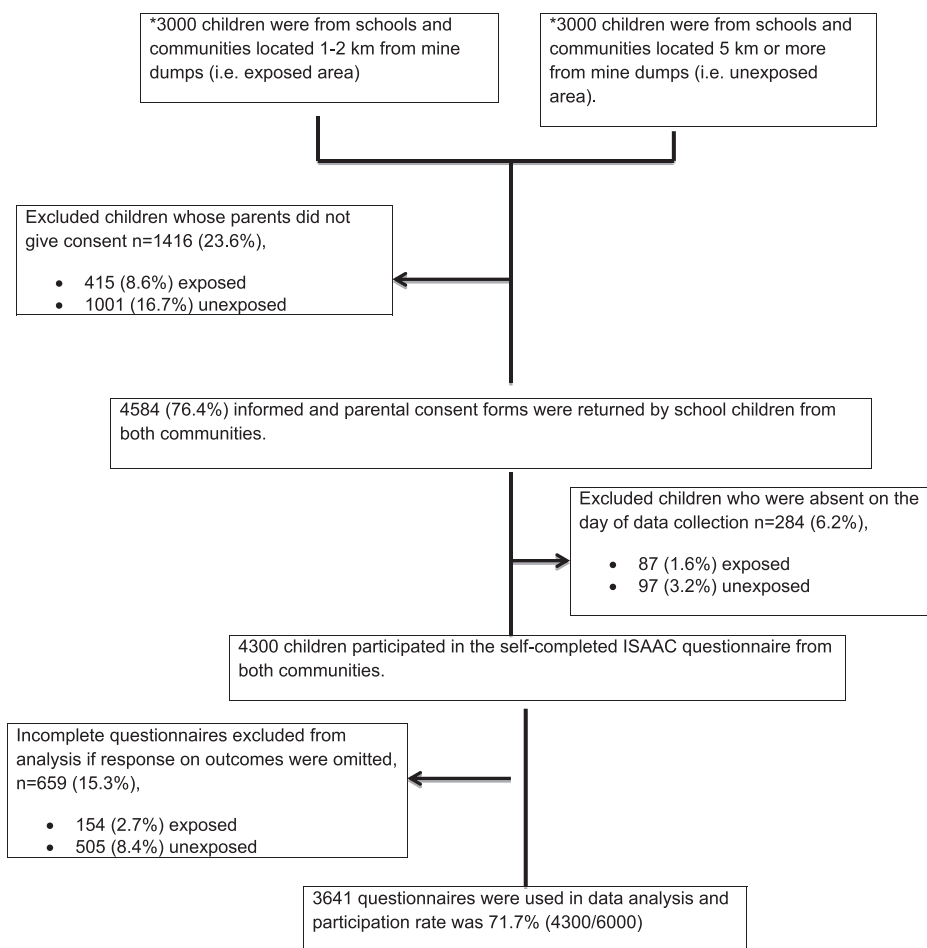 *3000 children were from schools and
communities located 1-2 km from mine
dumps (i.e. exposed area)
*3000 children were from schools and
communities located 5 km or more
from mine dumps (i.e. unexposed
area).
Excluded children whose parents did not
give consent n=1416 (23.6%),
• 415 (8.6%) exposed
• 1001 (16.7%) unexposed
4584 (76.4%) informed and parental consent forms were returned by school children from
both communities.
Excluded children who were absent on the
day of data collection n=284 (6.2%),
• 87 (1.6%) exposed
• 97 (3.2%) unexposed
4300 children participated in the self-completed ISAAC questionnaire from
both communities.
Incomplete questionnaires excluded from
analysis if response on outcomes were omitted,
n=659 (15.3%),
• 154 (2.7%) exposed
• 505 (8.4%) unexposed
3641 questionnaires were used in data analysis and
participation rate was 71.7% (4300/6000)